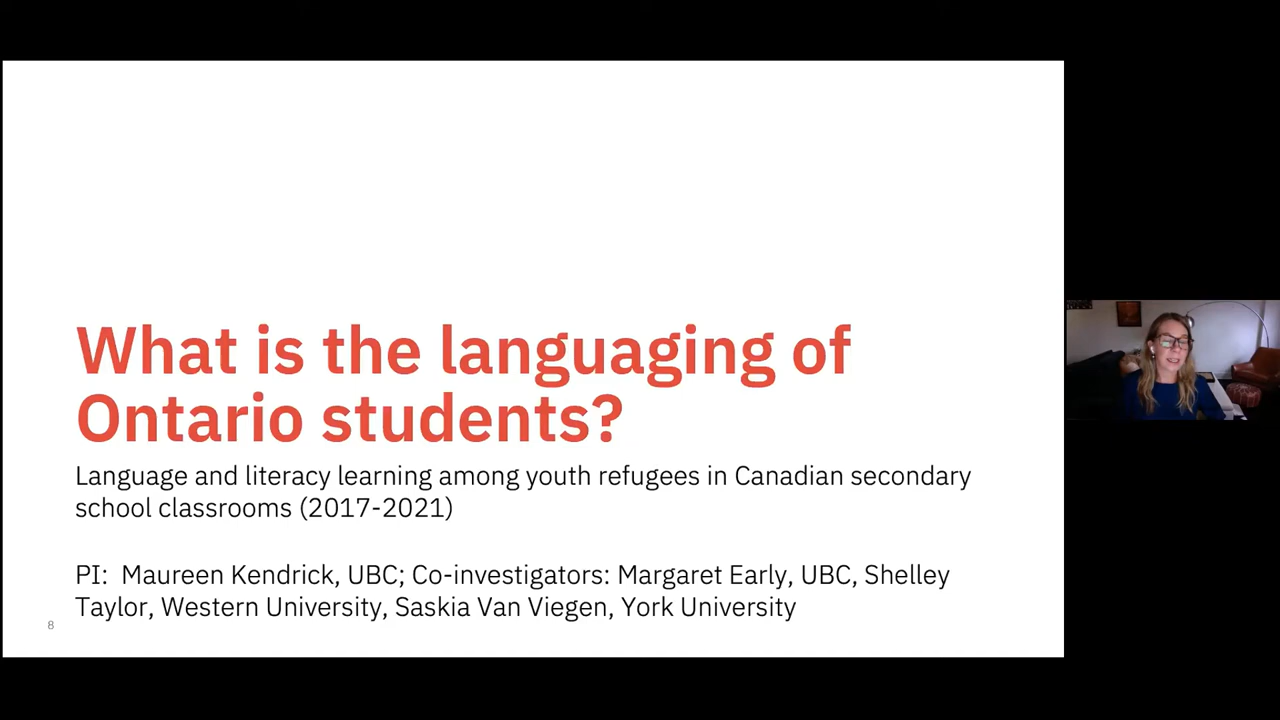 What is the languaging of
Ontario students?
Language and literacy learning among youth refugees in Canadian secondary
school classrooms (2017-2021)
PI:  Maureen Kendrick, UBC; Co-investigators: Margaret Early, UBC, Shelley
Taylor, Western University, Saskia Van Viegen, York University
8